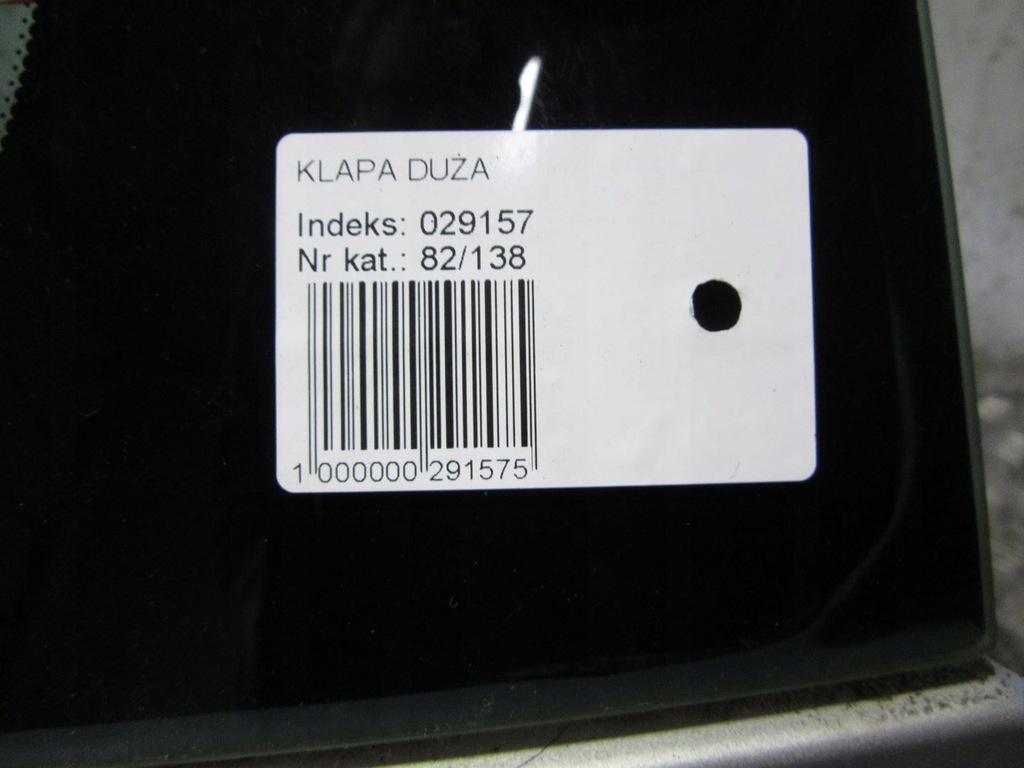 KLAPA DUŻA
Indeks: 029157
Nr kat.: 82/138
1 000000 291575